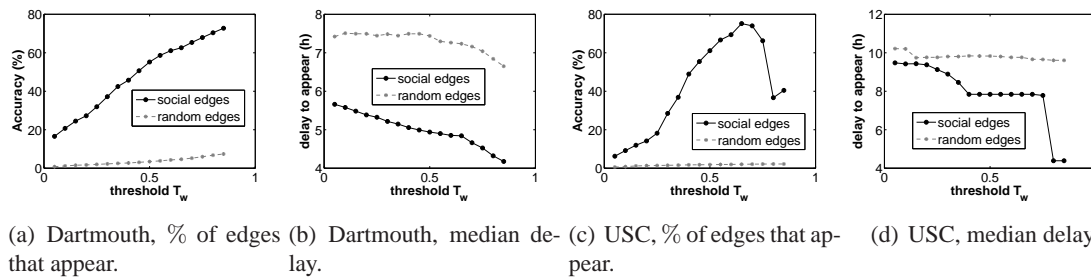 80
60
40
20
0
Accuracy (%)
social edges
random edges
0
0.5
1
threshold T_w
8
7
6
5
4
delay to appear (h)
social edges
random edges
0
0.5
1
threshold T_w
80
60
40
20
0
Accuracy (%)
social edges
random edges
0
0.5
1
threshold T_w
12
10
8
6
4
delay to appear (h)
social edges
random edges
0.5
1
threshold T_w
(a) Dartmouth, % of edges that appear.
(b) Dartmouth, median de-
lay.
(c) USC, % of edges that ap-
pear.
(d) USC, median delay